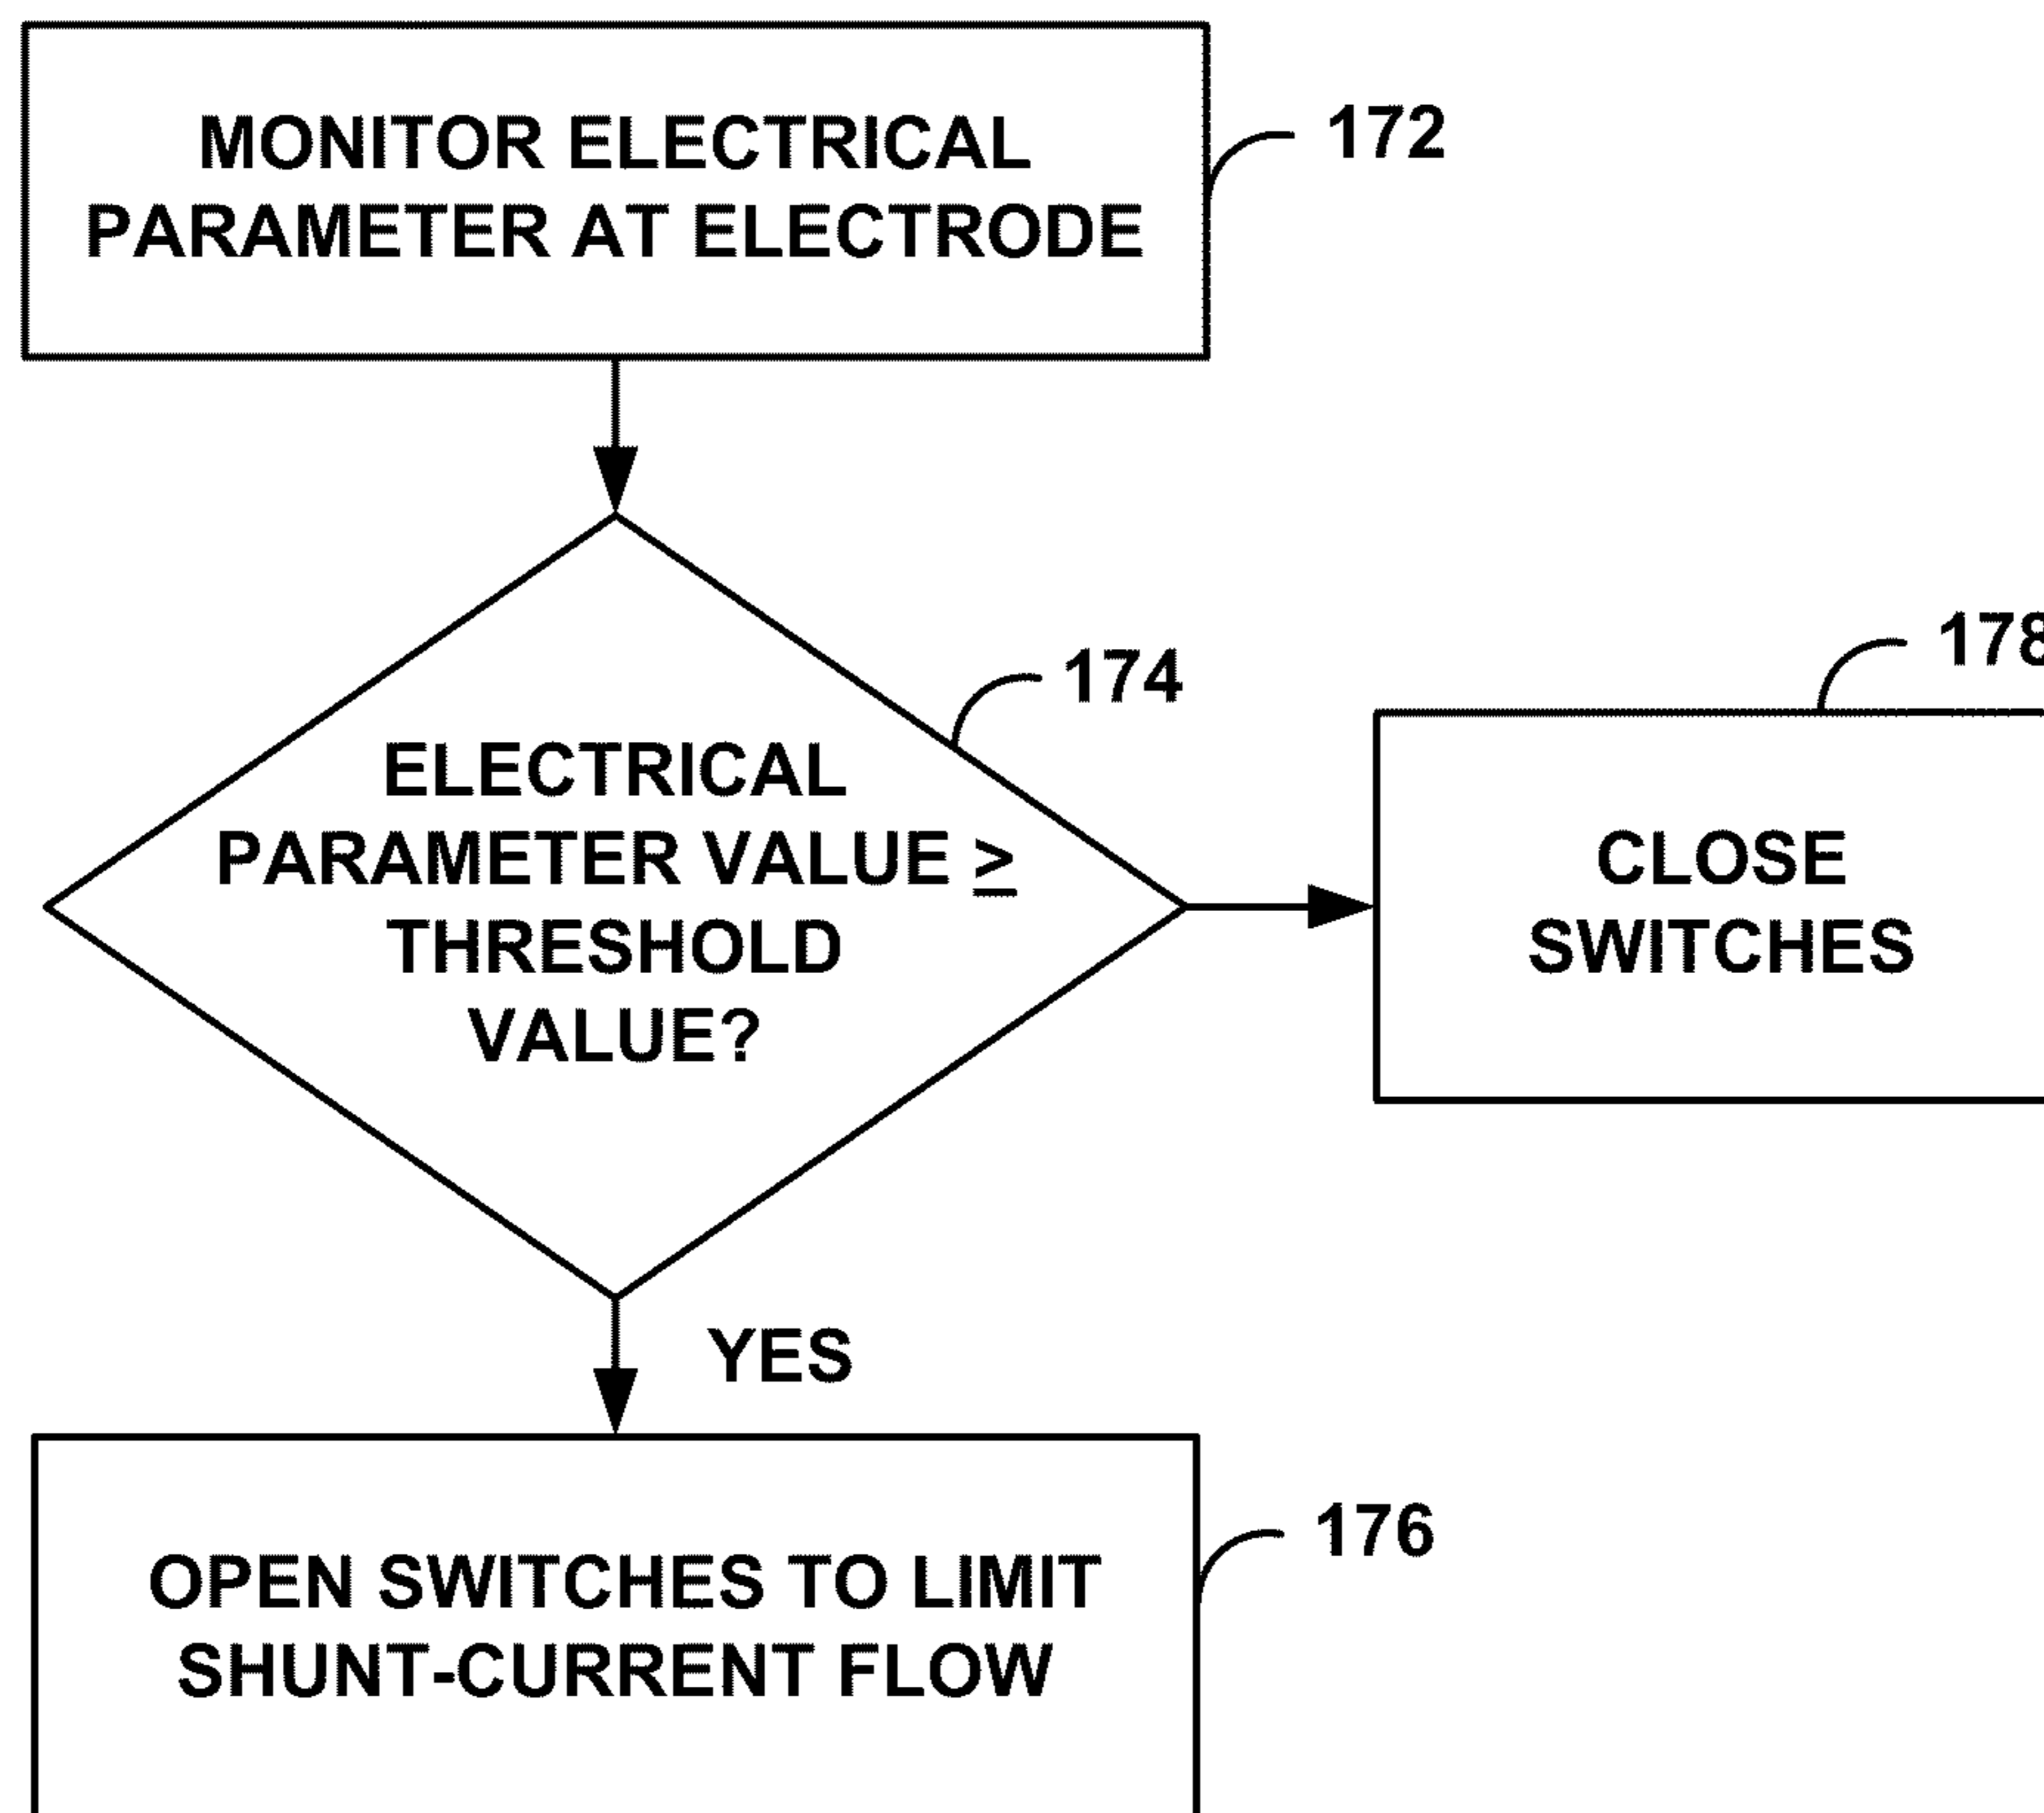 MONITOR ELECTRICAL
PARAMETER AT ELECTRODE
172
174
ELECTRICAL
PARAMETER VALUE ≥
THRESHOLD
VALUE?
178
CLOSE
SWITCHES
YES
OPEN SWITCHES TO LIMIT
SHUNT-CURRENT FLOW
176